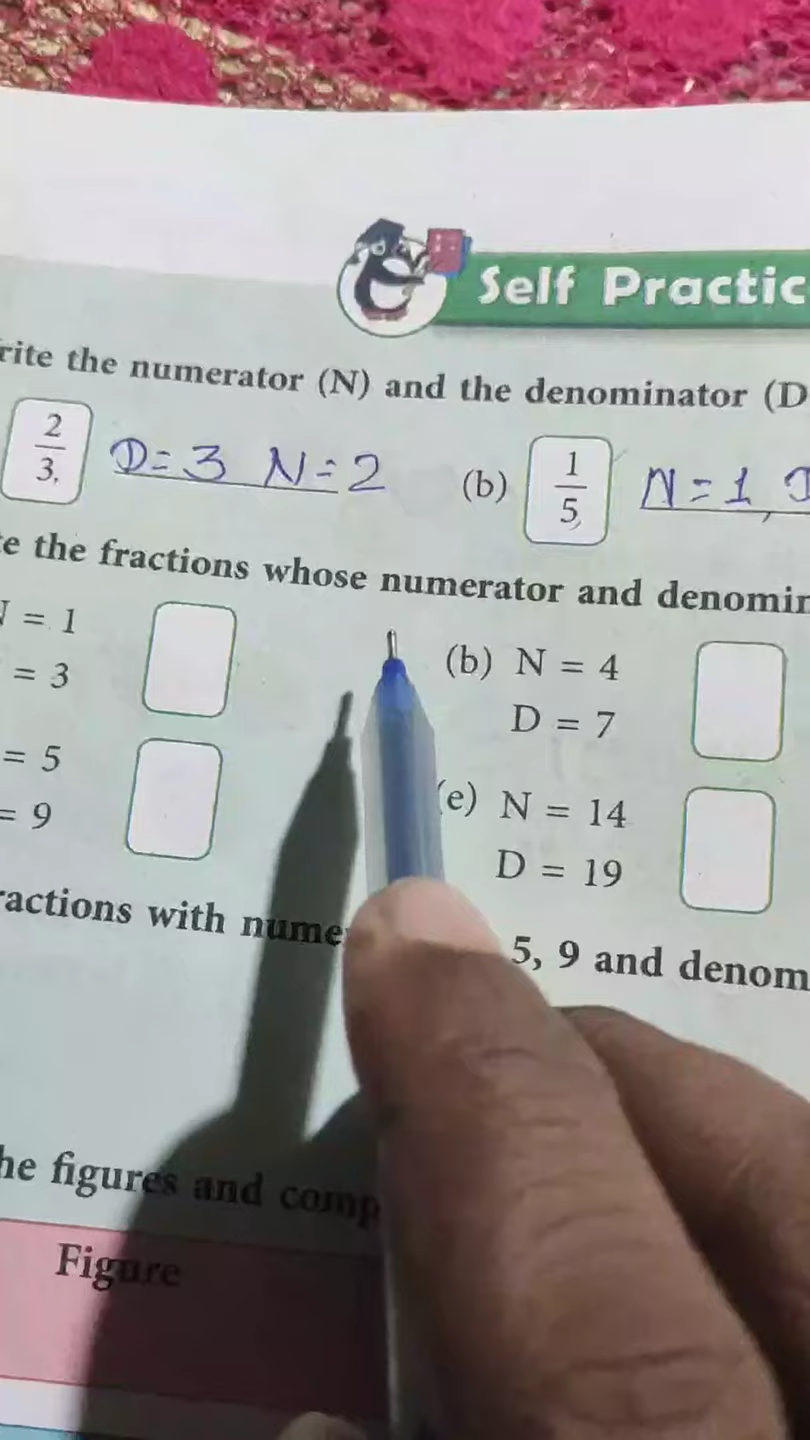 Self Practic
rite the numerator (N) and the denominator (D
2/3, D=3 N=2 (b) 1/5, N=1,
e the fractions whose numerator and denomin
= 1
= 3
(b) N = 4
D = 7
= 5
= 9
(e) N = 14
D = 19
ractions with nume 5, 9 and denom
he figures and comp
Figure